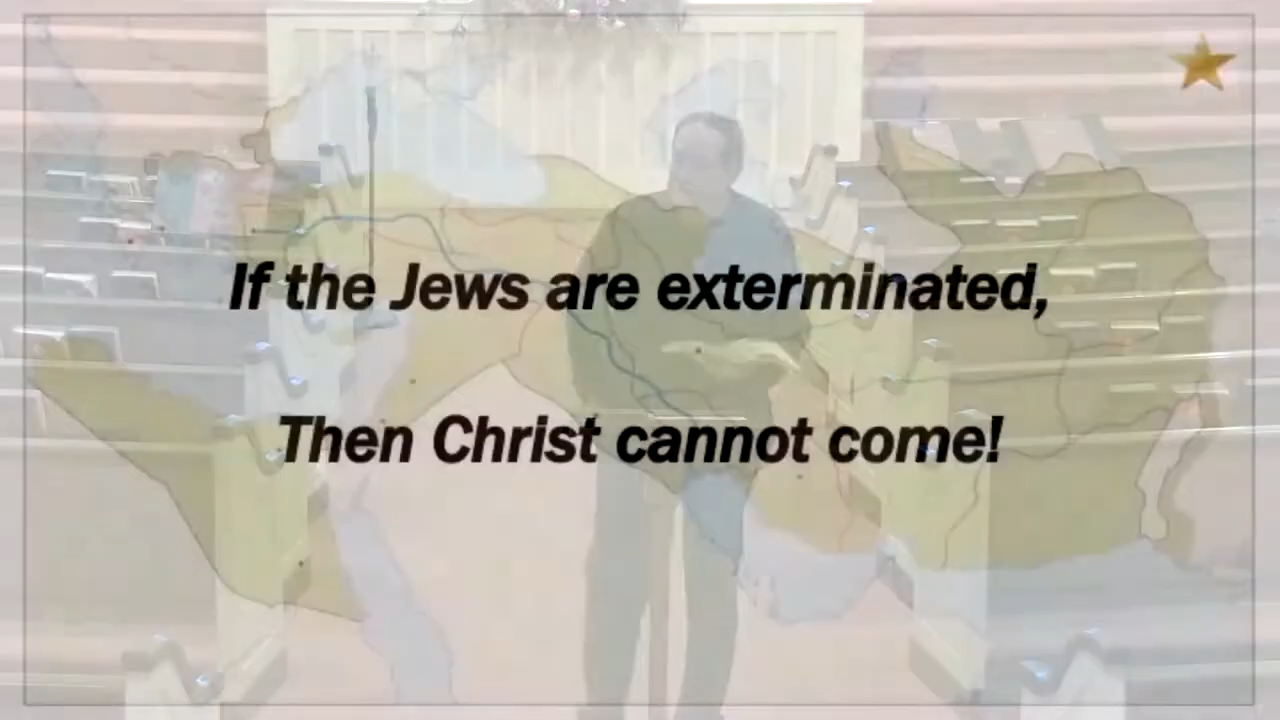 If the Jews are exterminated,
Then Christ cannot come!